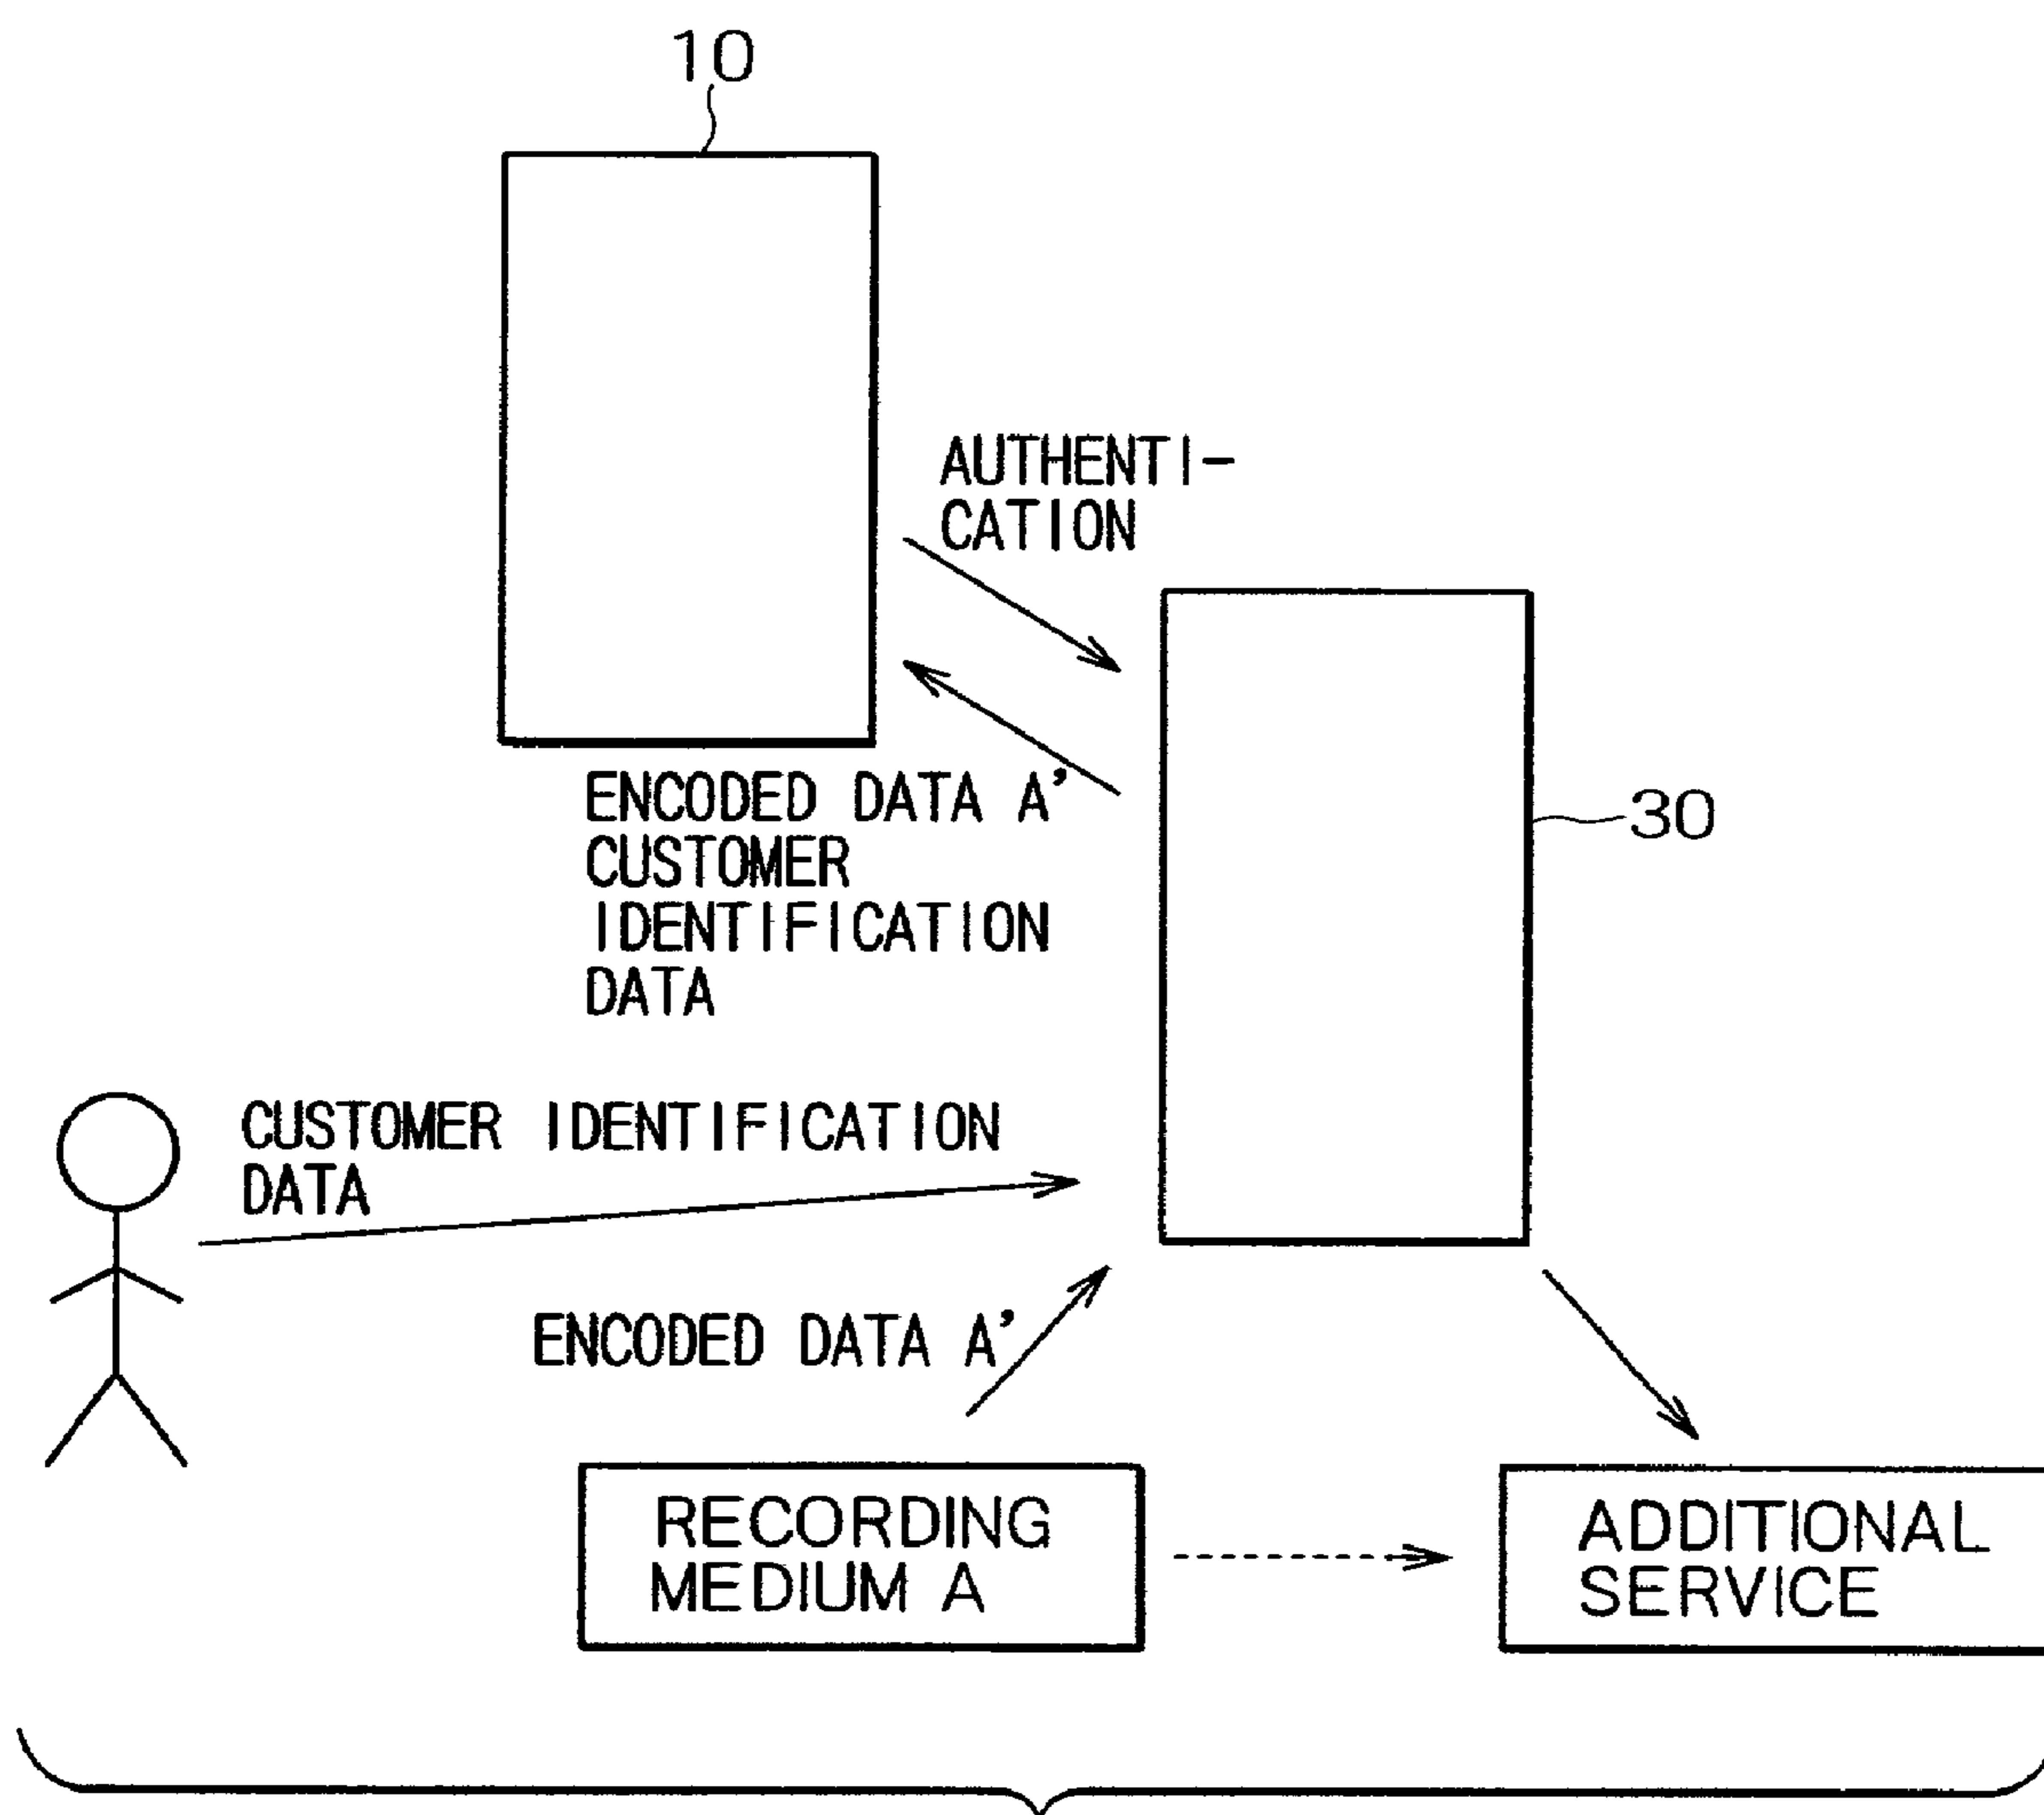 10
AUTHENTI-
CATION
ENCODED DATA A'
CUSTOMER
IDENTIFICATION
DATA
30
CUSTOMER IDENTIFICATION
DATA
ENCODED DATA A'
RECORDING
MEDIUM A
ADDITIONAL
SERVICE